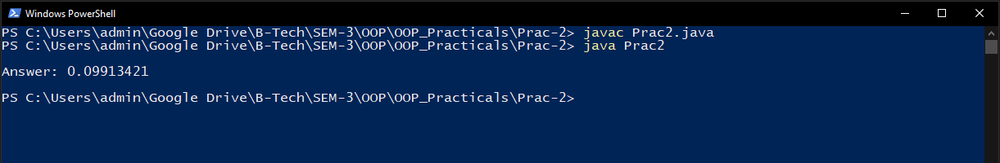 Windows PowerShell
PS C:\Users\admin\Google Drive\B-Tech\SEM-3\OOP\OOP_Practicals\Prac-2> javac Prac2.java
PS C:\Users\admin\Google Drive\B-Tech\SEM-3\OOP\OOP_Practicals\Prac-2> java Prac2
Answer: 0.09913421
PS C:\Users\admin\Google Drive\B-Tech\SEM-3\OOP\OOP_Practicals\Prac-2>